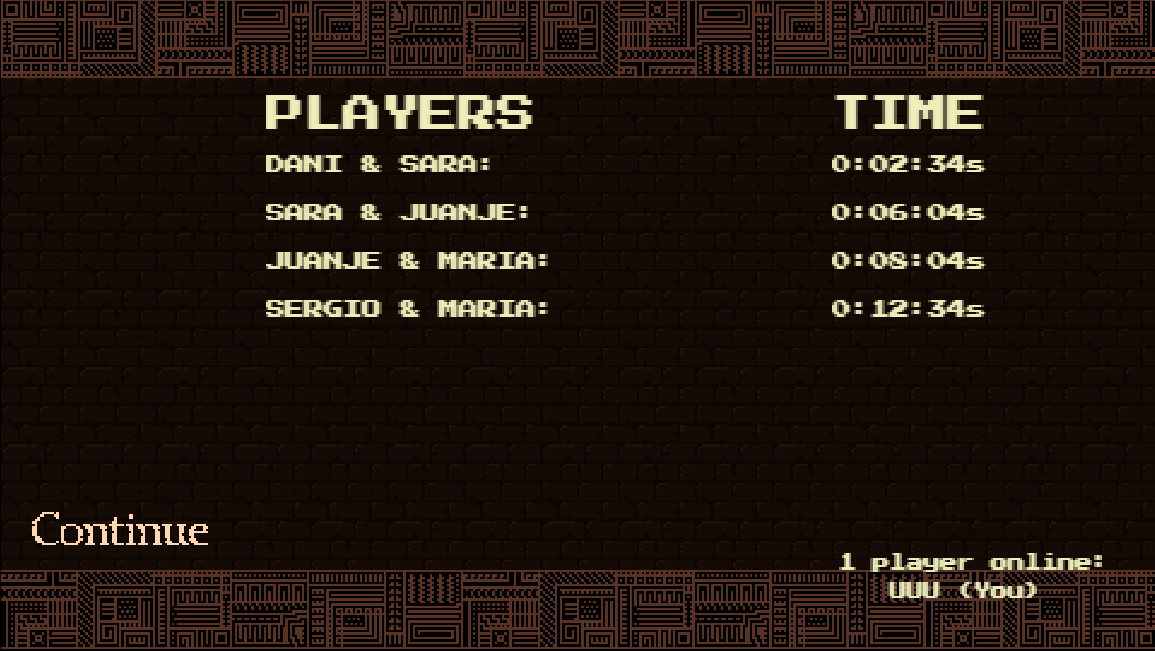 PLAYERS TIME
DANI & SARA: 0:02:34s
SARA & JUANJE: 0:06:04s
JUANJE & MARIA: 0:08:04s
SERGIO & MARIA: 0:12:34s
Continue
1 player online:
UUU (You)